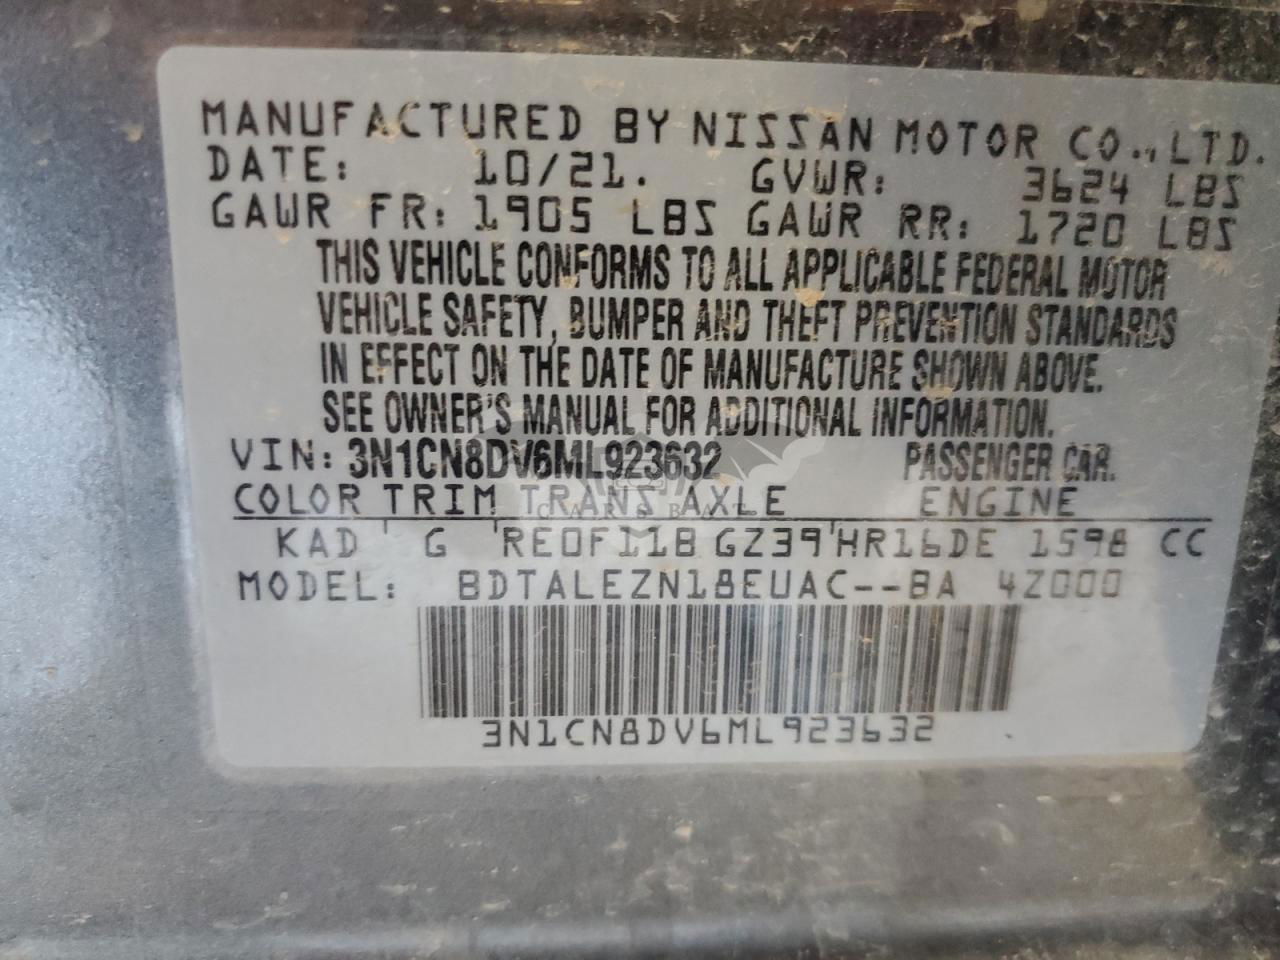 MANUFACTURED BY NISSAN MOTOR CO., LTD.
DATE: 10/21. GVWR: 3624 LBS
GAWR FR: 1905 LBS GAWR RR: 1720 LBS
THIS VEHICLE CONFORMS TO ALL APPLICABLE FEDERAL MOTOR
VEHICLE SAFETY, BUMPER AND THEFT PREVENTION STANDARDS
IN EFFECT ON THE DATE OF MANUFACTURE SHOWN ABOVE.
SEE OWNER'S MANUAL FOR ADDITIONAL INFORMATION.
VIN: 3N1CN8DV6ML923632 PASSENGER CAR.
COLOR TRIM TRANS AXLE ENGINE
CARSBAT
KAD G RE0F11B GZ39 HR16DE 1598 CC
MODEL: BDTALEZN18EUAC--BA 4Z000
3N1CN8DV6ML923632